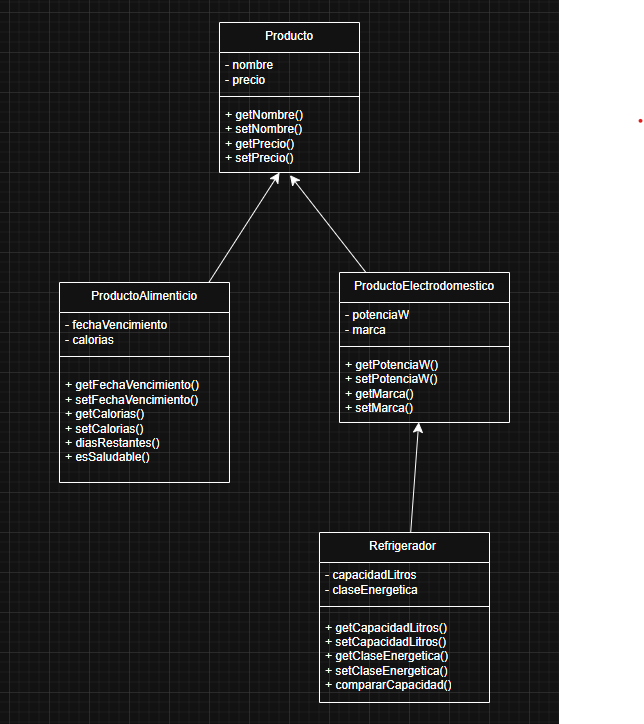 Producto
- nombre
- precio
+ getNombre()
+ setNombre()
+ getPrecio()
+ setPrecio()
ProductoAlimenticio
- fechaVencimiento
- calorias
+ getFechaVencimiento()
+ setFechaVencimiento()
+ getCalorias()
+ setCalorias()
+ diasRestantes()
+ esSaludable()
ProductoElectrodomestico
- potenciaW
- marca
+ getPotenciaW()
+ setPotenciaW()
+ getMarca()
+ setMarca()
Refrigerador
- capacidadLitros
- claseEnergetica
+ getCapacidadLitros()
+ setCapacidadLitros()
+ getClaseEnergetica()
+ setClaseEnergetica()
+ compararCapacidad()